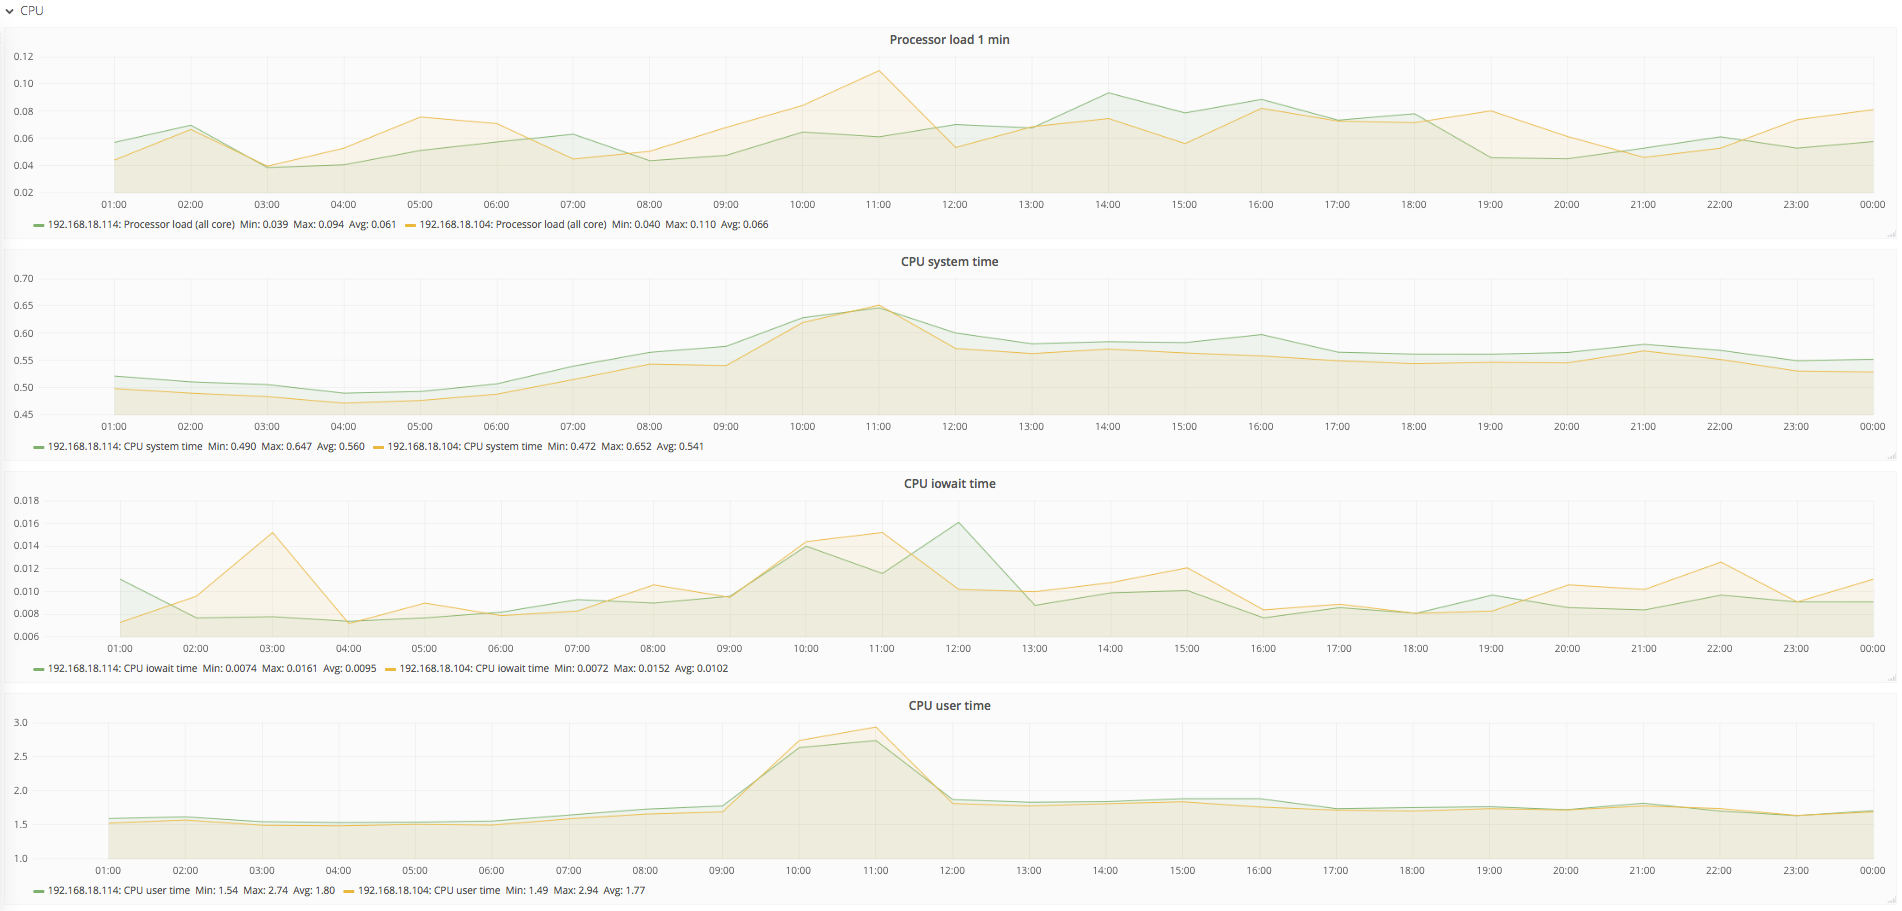 CPU
Processor load 1 min
0.12
0.10
0.08
0.06
0.04
0.02
01:00 02:00 03:00 04:00 05:00 06:00 07:00 08:00 09:00 10:00 11:00 12:00 13:00 14:00 15:00 16:00 17:00 18:00 19:00 20:00 21:00 22:00 23:00 00:00
192.168.18.114: Processor load (all core) Min: 0.039 Max: 0.094 Avg: 0.061 192.168.18.104: Processor load (all core) Min: 0.040 Max: 0.110 Avg: 0.066
CPU system time
0.70
0.65
0.60
0.55
0.50
0.45
01:00 02:00 03:00 04:00 05:00 06:00 07:00 08:00 09:00 10:00 11:00 12:00 13:00 14:00 15:00 16:00 17:00 18:00 19:00 20:00 21:00 22:00 23:00 00:00
192.168.18.114: CPU system time Min: 0.490 Max: 0.647 Avg: 0.560 192.168.18.104: CPU system time Min: 0.472 Max: 0.652 Avg: 0.541
CPU iowait time
0.018
0.016
0.014
0.012
0.010
0.008
0.006
01:00 02:00 03:00 04:00 05:00 06:00 07:00 08:00 09:00 10:00 11:00 12:00 13:00 14:00 15:00 16:00 17:00 18:00 19:00 20:00 21:00 22:00 23:00 00:00
192.168.18.114: CPU iowait time Min: 0.0074 Max: 0.0161 Avg: 0.0095 192.168.18.104: CPU iowait time Min: 0.0072 Max: 0.0152 Avg: 0.0102
CPU user time
3.0
2.5
2.0
1.5
1.0
01:00 02:00 03:00 04:00 05:00 06:00 07:00 08:00 09:00 10:00 11:00 12:00 13:00 14:00 15:00 16:00 17:00 18:00 19:00 20:00 21:00 22:00 23:00 00:00
192.168.18.114: CPU user time Min: 1.54 Max: 2.74 Avg: 1.80 192.168.18.104: CPU user time Min: 1.49 Max: 2.94 Avg: 1.77